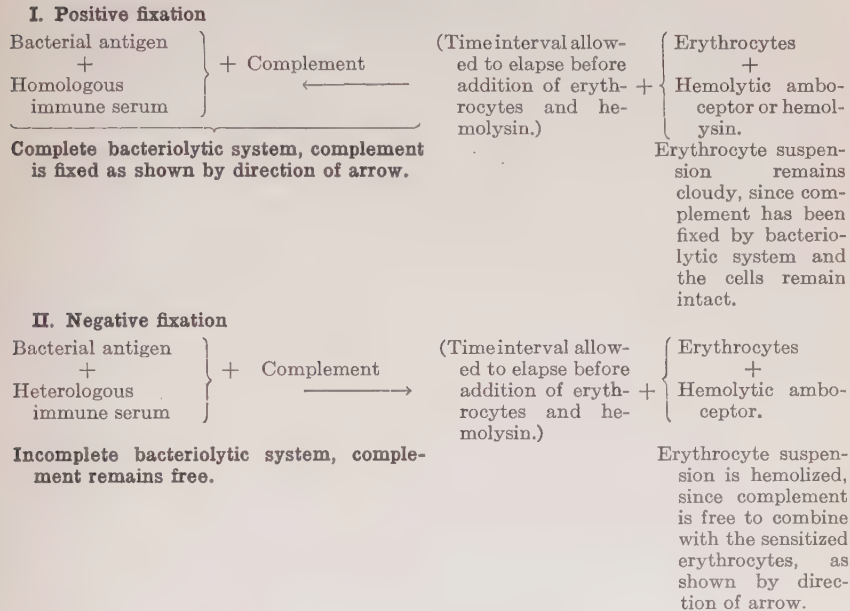 I. Positive fixation
Bacterial antigen
+
Homologous
immune serum
+ Complement
(Time interval allow-
ed to elapse before
addition of eryth-
rocytes and he-
molysin.)
+
Erythrocytes
+
Hemolytic ambo-
ceptor or hemol-
ysin.
Complete bacteriolytic system, complement
is fixed as shown by direction of arrow.
Erythrocyte suspen-
sion remains
cloudy, since com-
plement has been
fixed by bacterio-
lytic system and
the cells remain
intact.
II. Negative fixation
Bacterial antigen
+
Heterologous
immune serum
+ Complement
(Time interval allow-
ed to elapse before
addition of eryth-
rocytes and he-
molysin.)
+
Erythrocytes
+
Hemolytic ambo-
ceptor.
Incomplete bacteriolytic system, comple-
ment remains free.
Erythrocyte suspen-
sion is hemolized,
since complement
is free to combine
with the sensitized
erythrocytes, as
shown by direc-
tion of arrow.